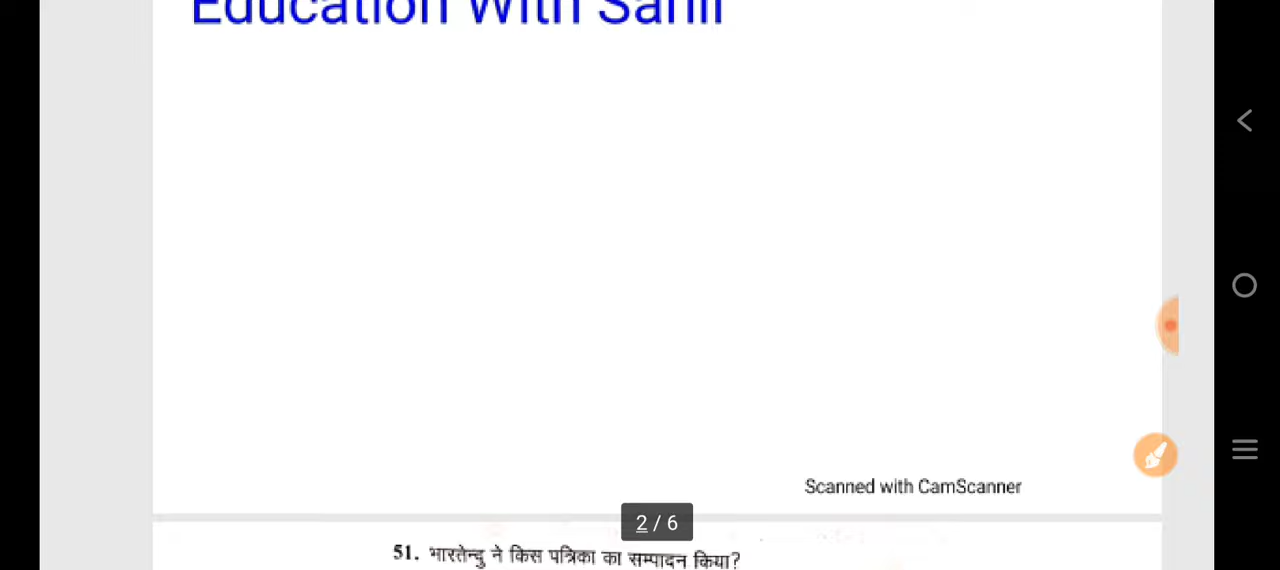 Education With Sahil
Scanned with CamScanner
2 / 6
51. भारतेन्दु ने किस पत्रिका का सम्पादन किया?